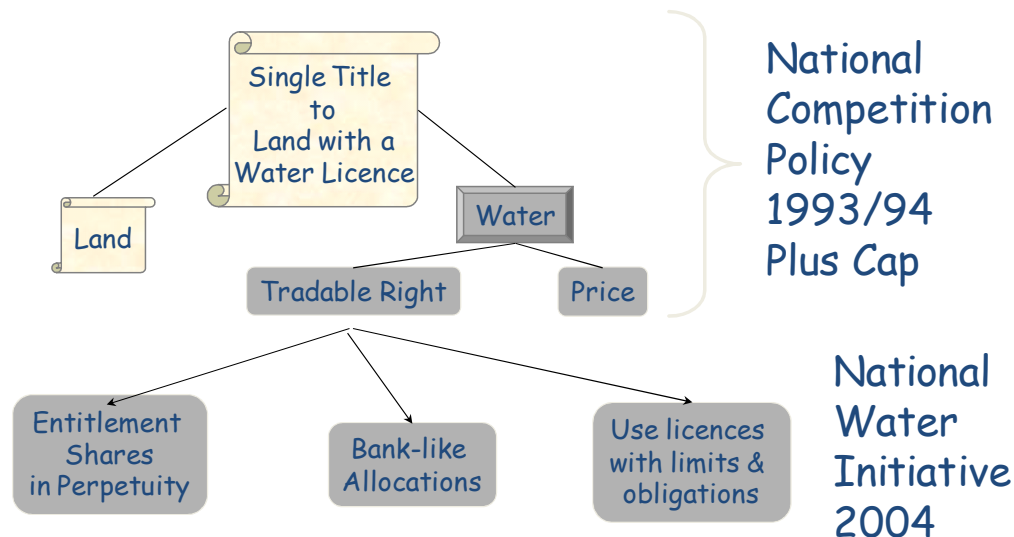 Single Title
to
Land with a
Water Licence
National
Competition
Policy
1993/94
Plus Cap
Land
Water
Tradable Right
Price
Entitlement
Shares
in Perpetuity
Bank-like
Allocations
Use licences
with limits &
obligations
National
Water
Initiative
2004